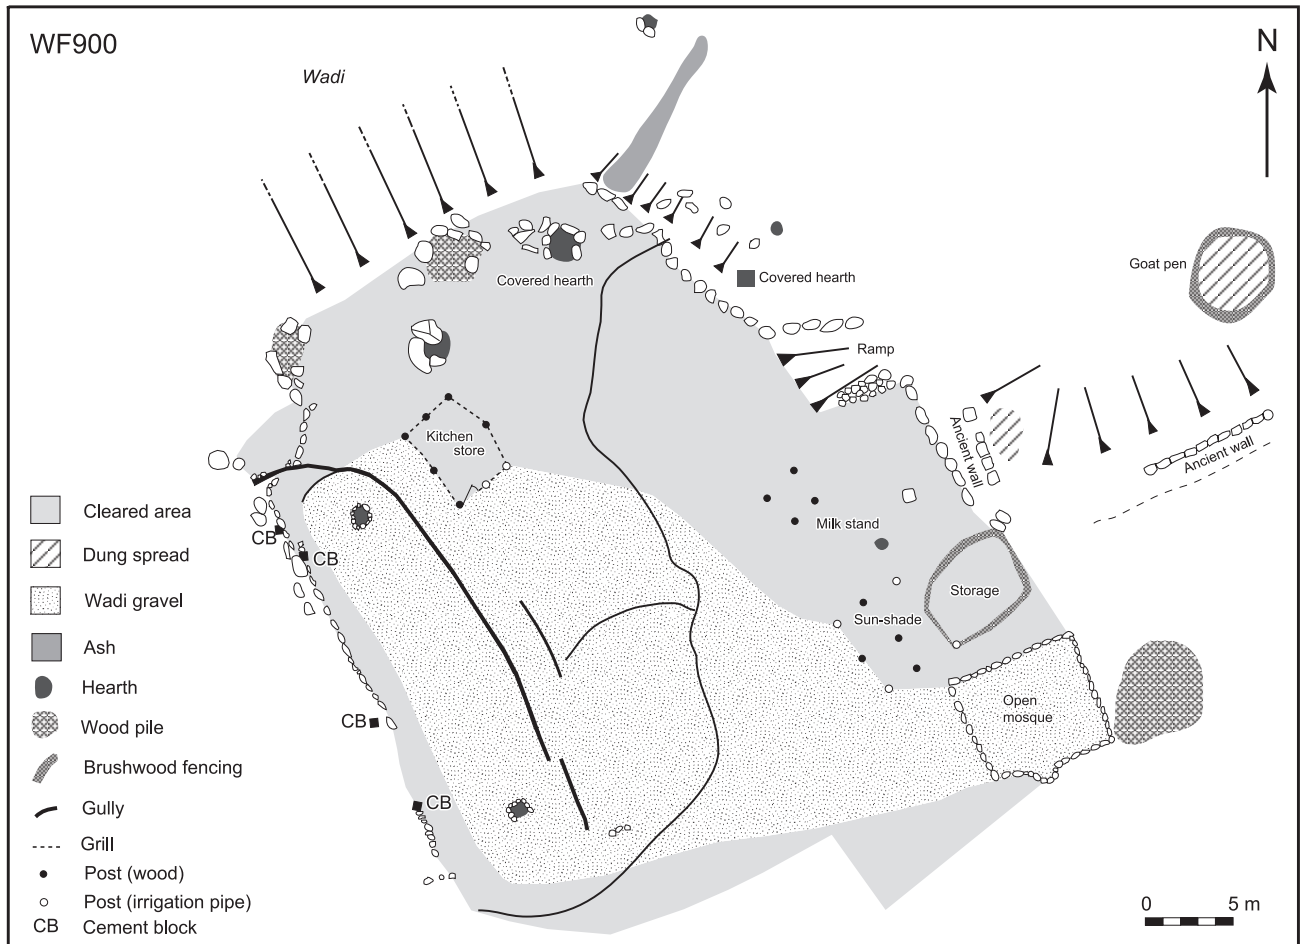 WF900
Wadi
N
Goat pen
Covered hearth
Covered hearth
Ramp
Ancient wall
Ancient wall
Kitchen
store
Milk stand
Storage
Sun-shade
Open
mosque
CB
CB
CB
CB
Cleared area
Dung spread
Wadi gravel
Ash
Hearth
Wood pile
Brushwood fencing
Gully
Grill
Post (wood)
Post (irrigation pipe)
CB Cement block
0 5 m